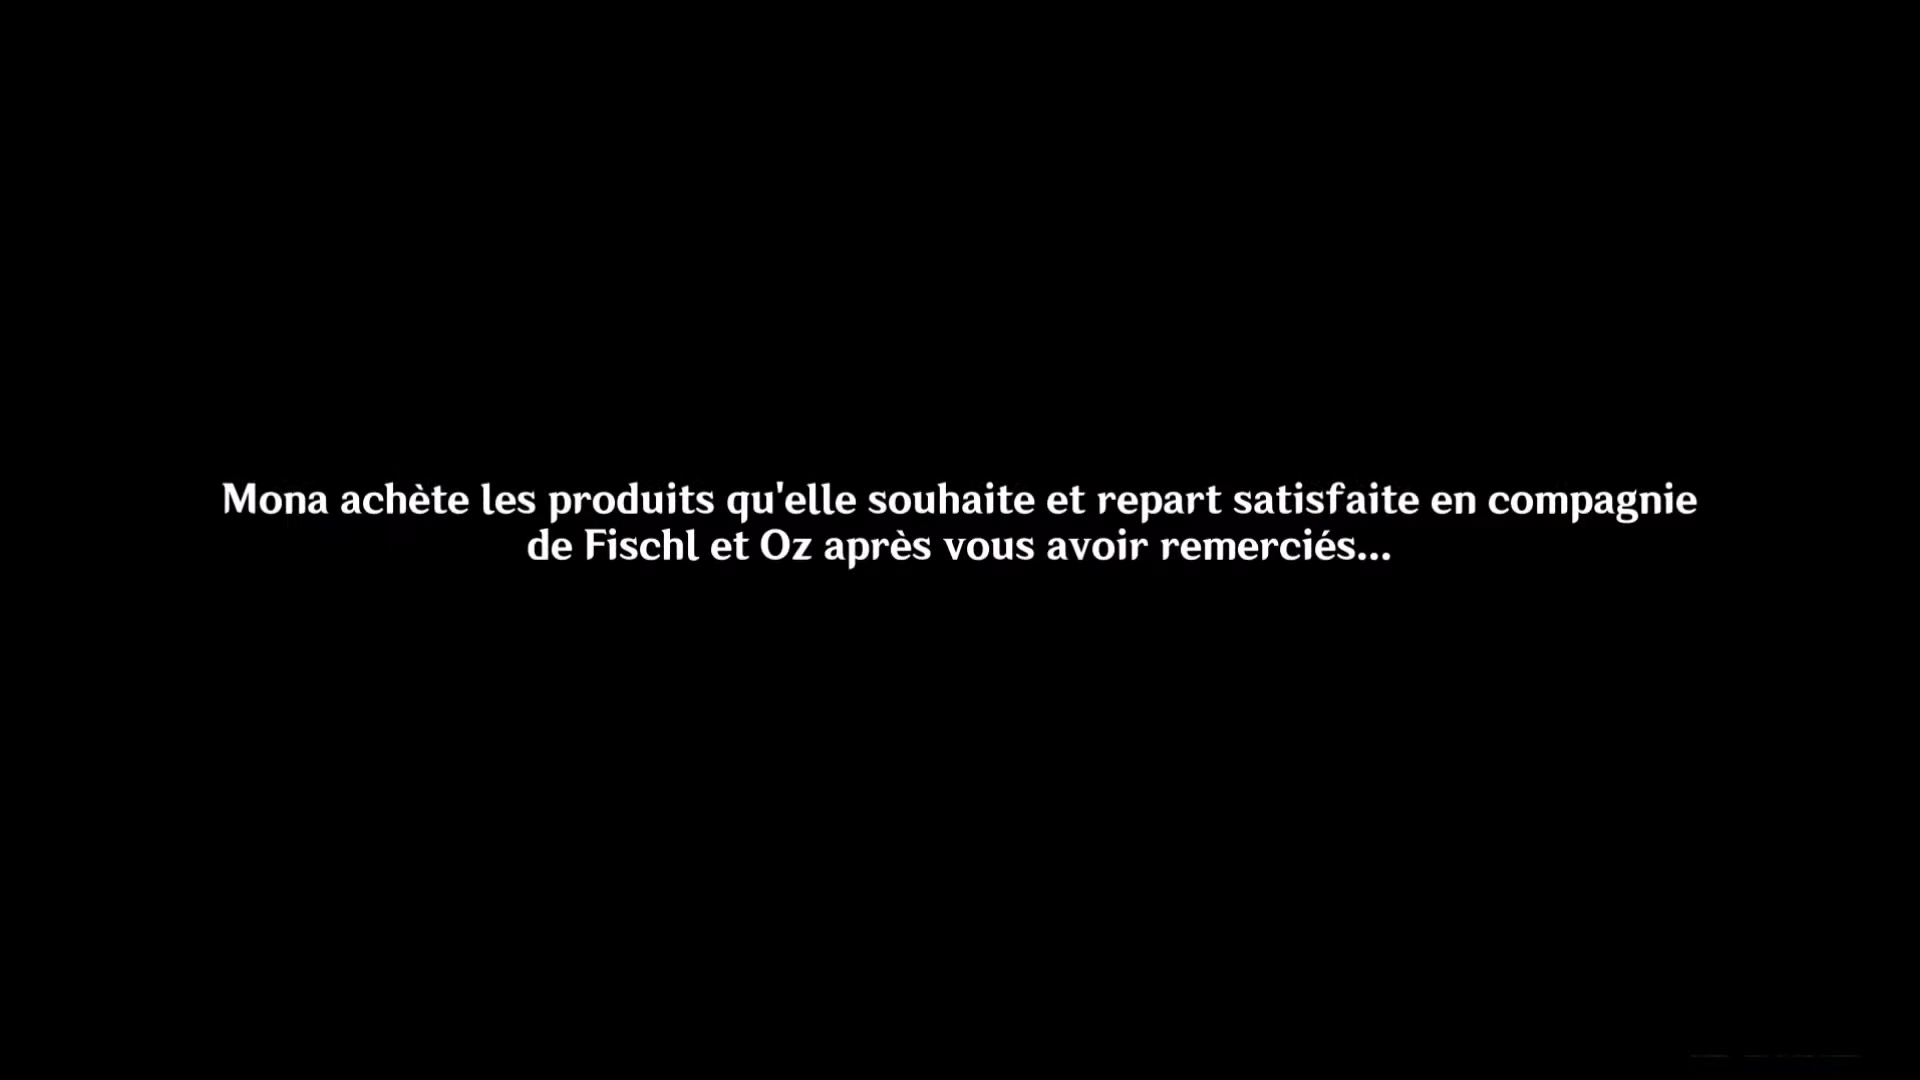 Mona achète les produits qu'elle souhaite et repart satisfaite en compagnie
de Fischl et Oz après vous avoir remerciés...